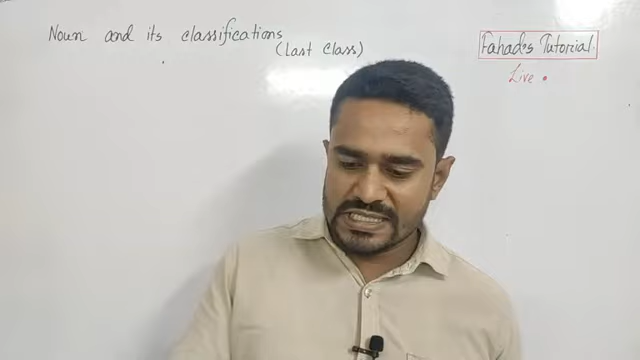 Noun and its classifications
(Last Class)
Fahad's Tutorial
Live